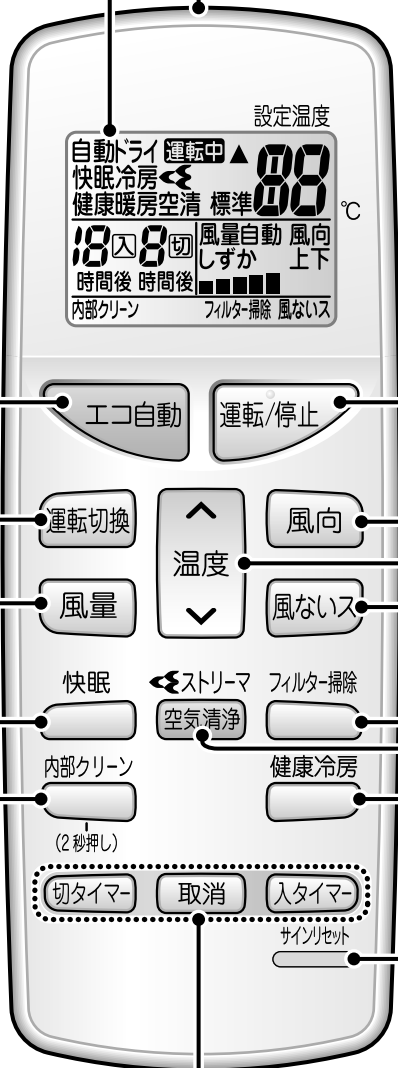 設定温度
自動ドライ 運転中 ▲ 88
快眠冷房
健康暖房空清 標準 ℃
18 入 8 切 風量自動 風向
しずか 上下
時間後 時間後
内部クリーン フィルター掃除 風ないス
エコ自動 運転/停止
運転切換 風向
温度
風量 風ないス
快眠 ストリーマ フィルター掃除
空気清浄
内部クリーン 健康冷房
(2秒押し)
切タイマー 取消 入タイマー
サインリセット